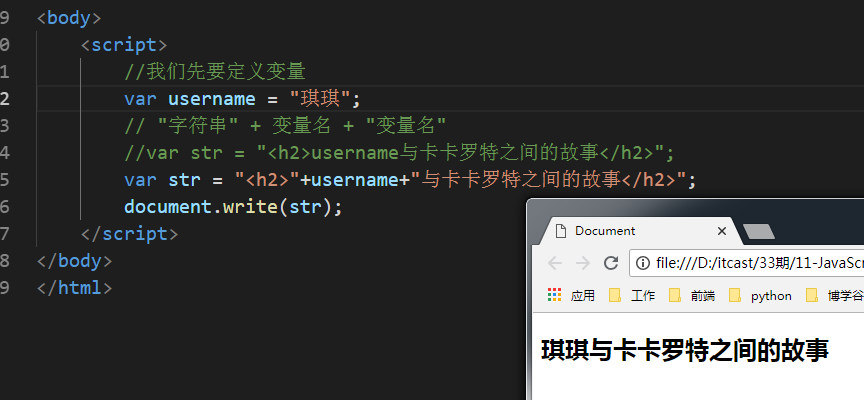 9 <body>
0 <script>
1 //我们先要定义变量
2 var username = "琪琪";
3 // "字符串" + 变量名 + "变量名"
4 //var str = "<h2>username与卡卡罗特之间的故事</h2>";
5 var str = "<h2>"+username+"与卡卡罗特之间的故事</h2>";
6 document.write(str);
7 </script>
8 </body>
9 </html>
Document
file:///D:/itcast/33期/11-JavaScr
应用 工作 前端 python 博学谷
琪琪与卡卡罗特之间的故事